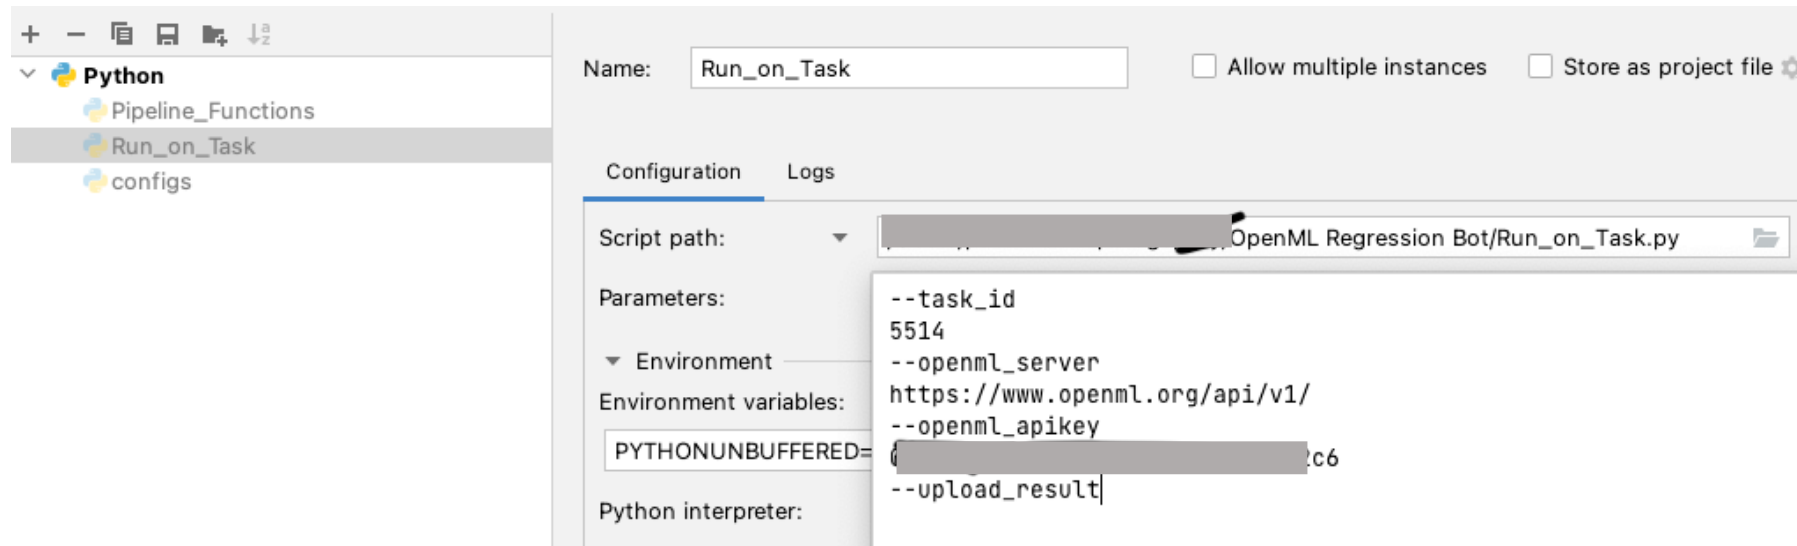 Python
Pipeline_Functions
Run_on_Task
configs
Name: Run_on_Task
Allow multiple instances
Store as project file
Configuration Logs
Script path: OpenML Regression Bot/Run_on_Task.py
Parameters:
--task_id
5514
--openml_server
https://www.openml.org/api/v1/
--openml_apikey
2c6
--upload_result
Environment
Environment variables:
PYTHONUNBUFFERED=
Python interpreter: